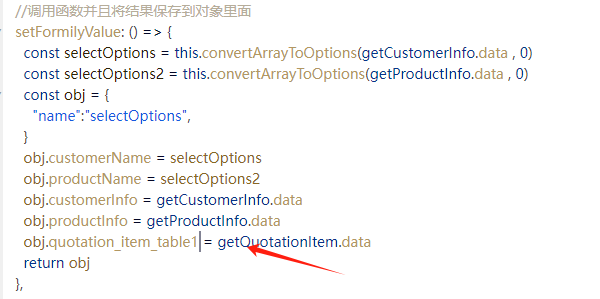 //调用函数并且将结果保存到对象里面
setFormilyValue: () => {
const selectOptions = this.convertArrayToOptions(getCustomerInfo.data , 0)
const selectOptions2 = this.convertArrayToOptions(getProductInfo.data , 0)
const obj = {
"name":"selectOptions",
}
obj.customerName = selectOptions
obj.productName = selectOptions2
obj.customerInfo = getCustomerInfo.data
obj.productInfo = getProductInfo.data
obj.quotation_item_table1 = getQuotationItem.data
return obj
},